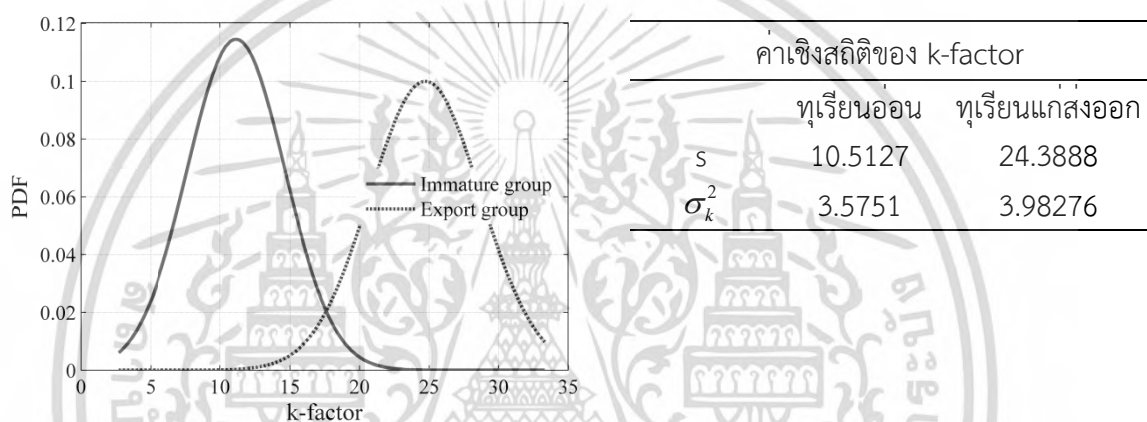 0.12
0.1
0.08
0.06
0.04
0.02
0
PDF
Immature group
Export group
0 5 10 15 20 25 30 35
k-factor
ค่าเชิงสถิติของ k-factor
ทุเรียนอ่อน ทุเรียนแก่ส่งออก
s 10.5127 24.3888
σ²ₖ 3.5751 3.98276